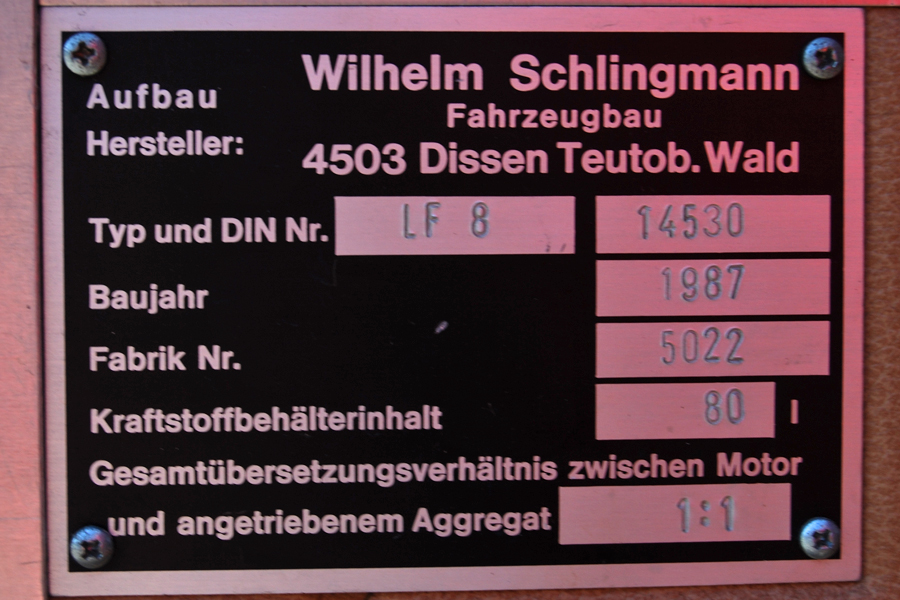 Aufbau
Hersteller:
Wilhelm Schlingmann
Fahrzeugbau
4503 Dissen Teutob. Wald
Typ und DIN Nr. LF 8 14530
Baujahr 1987
Fabrik Nr. 5022
Kraftstoffbehälterinhalt 80 l
Gesamtübersetzungsverhältnis zwischen Motor
und angetriebenem Aggregat 1:1